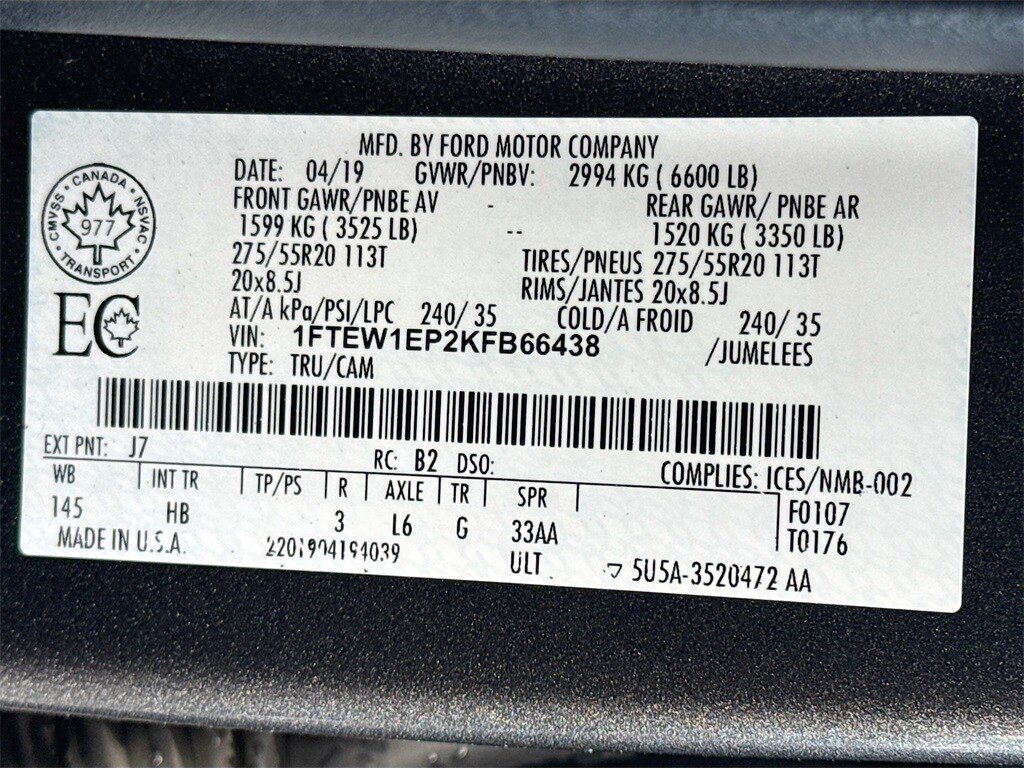 MFD. BY FORD MOTOR COMPANY
DATE: 04/19 GVWR/PNBV: 2994 KG ( 6600 LB)
FRONT GAWR/PNBE AV - REAR GAWR/ PNBE AR
1599 KG ( 3525 LB) -- 1520 KG ( 3350 LB)
275/55R20 113T TIRES/PNEUS 275/55R20 113T
20x8.5J RIMS/JANTES 20x8.5J
AT/A kPa/PSI/LPC 240/ 35 COLD/A FROID 240/ 35
VIN: 1FTEW1EP2KFB66438 /JUMELEES
TYPE: TRU/CAM
CANADA
CMVSS NSVAC
977
TRANSPORT
EC
EXT PNT: J7 RC: B2 DSO: COMPLIES: ICES/NMB-002
WB INT TR TP/PS R AXLE TR SPR F0107
145 HB 3 L6 G 33AA T0176
MADE IN U.S.A. 2201904194039 ULT 5U5A-3520472 AA